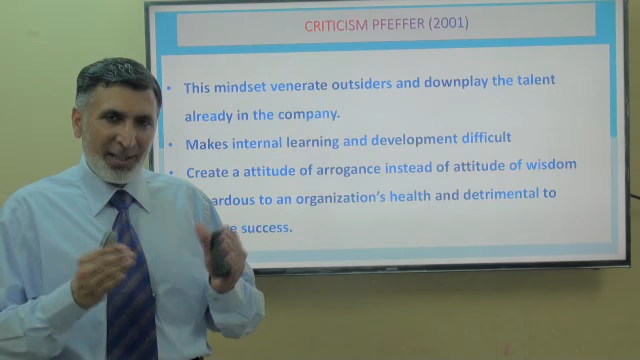 CRITICISM PFEFFER (2001)
• This mindset venerate outsiders and downplay the talent
already in the company.
• Makes internal learning and development difficult
• Create a attitude of arrogance instead of attitude of wisdom
ardous to an organization's health and detrimental to
success.